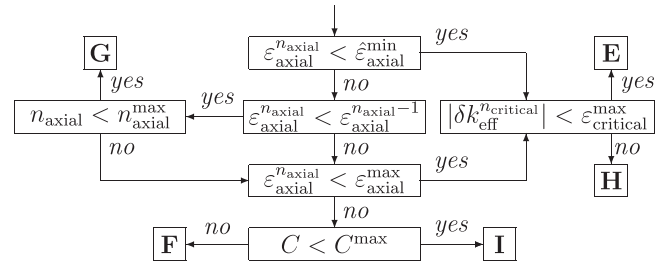 G
ε_axial^{n_axial} < ε̂_axial^{min}
yes
E
yes
no
yes
n_axial < n_axial^{max}
yes
ε_axial^{n_axial} < ε_axial^{n_axial−1}
|δk_eff^{n_critical}| < ε_critical^{max}
no
no
yes
no
ε_axial^{n_axial} < ε_axial^{max}
H
no
F
no
C < C^{max}
yes
I